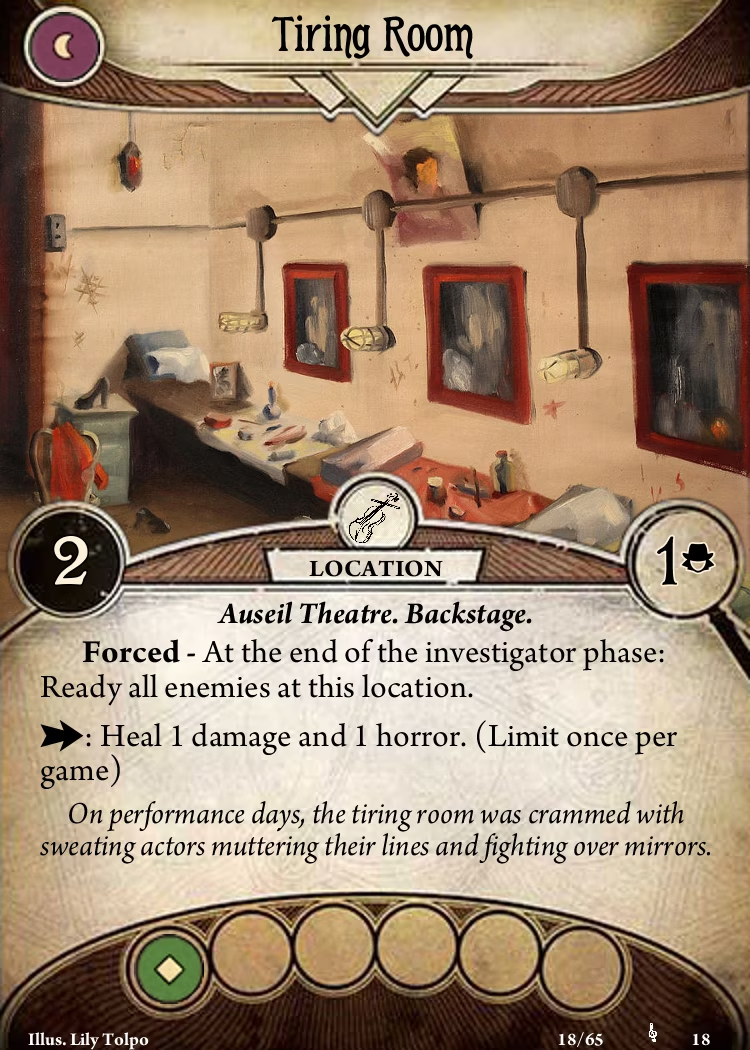 Tiring Room
2
LOCATION
1
Auseil Theatre. Backstage.
Forced - At the end of the investigator phase:
Ready all enemies at this location.
: Heal 1 damage and 1 horror. (Limit once per
game)
On performance days, the tiring room was crammed with
sweating actors muttering their lines and fighting over mirrors.
Illus. Lily Tolpo
18/65
18